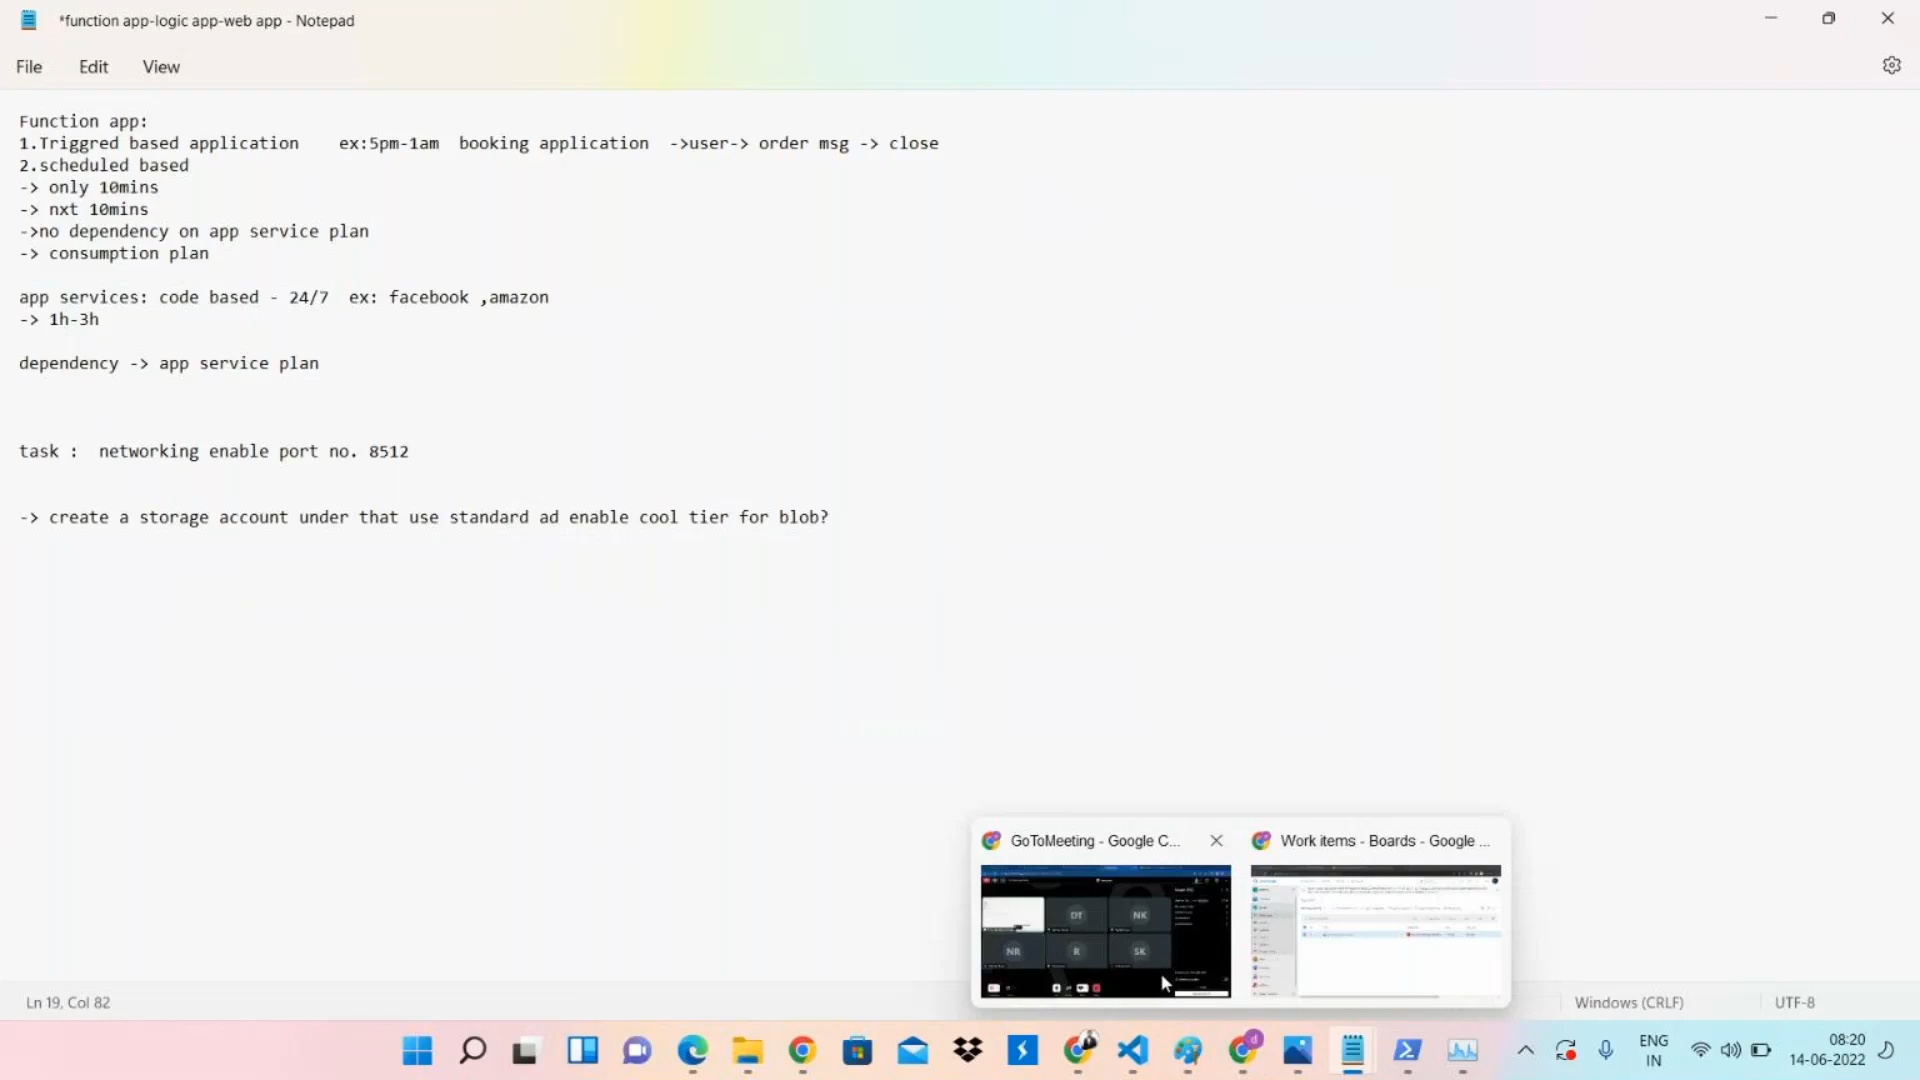 *function app-logic app-web app - Notepad
File Edit View
Function app:
1.Triggred based application    ex:5pm-1am  booking application  ->user-> order msg -> close
2.scheduled based
-> only 10mins
-> nxt 10mins
->no dependency on app service plan
-> consumption plan
app services: code based - 24/7  ex: facebook ,amazon
-> 1h-3h
dependency -> app service plan
task :  networking enable port no. 8512
-> create a storage account under that use standard ad enable cool tier for blob?
GoToMeeting - Google C...
Work items - Boards - Google ...
DT
NK
NR
R
SK
Ln 19, Col 82
Windows (CRLF)
UTF-8
d
ENG
IN
08:20
14-06-2022